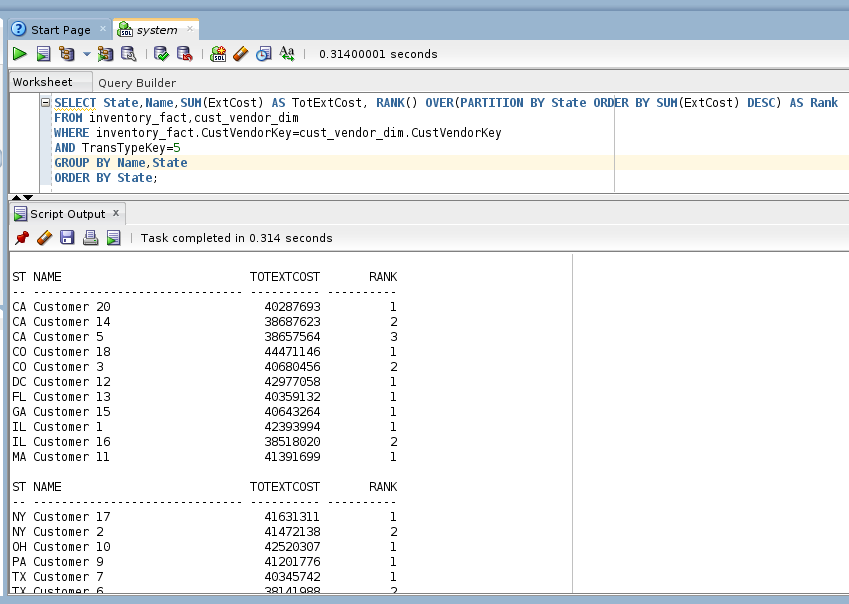 Start Page
system
0.31400001 seconds
Worksheet
Query Builder
SELECT State,Name,SUM(ExtCost) AS TotExtCost, RANK() OVER(PARTITION BY State ORDER BY SUM(ExtCost) DESC) AS Rank
FROM inventory_fact,cust_vendor_dim
WHERE inventory_fact.CustVendorKey=cust_vendor_dim.CustVendorKey
AND TransTypeKey=5
GROUP BY Name,State
ORDER BY State;
Script Output
Task completed in 0.314 seconds
ST NAME TOTEXTCOST RANK
-- ------------------------------ ---------- ----------
CA Customer 20 40287693 1
CA Customer 14 38687623 2
CA Customer 5 38657564 3
CO Customer 18 44471146 1
CO Customer 3 40680456 2
DC Customer 12 42977058 1
FL Customer 13 40359132 1
GA Customer 15 40643264 1
IL Customer 1 42393994 1
IL Customer 16 38518020 2
MA Customer 11 41391699 1
ST NAME TOTEXTCOST RANK
-- ------------------------------ ---------- ----------
NY Customer 17 41631311 1
NY Customer 2 41472138 2
OH Customer 10 42520307 1
PA Customer 9 41201776 1
TX Customer 7 40345742 1
TX Customer 6 38141988 2